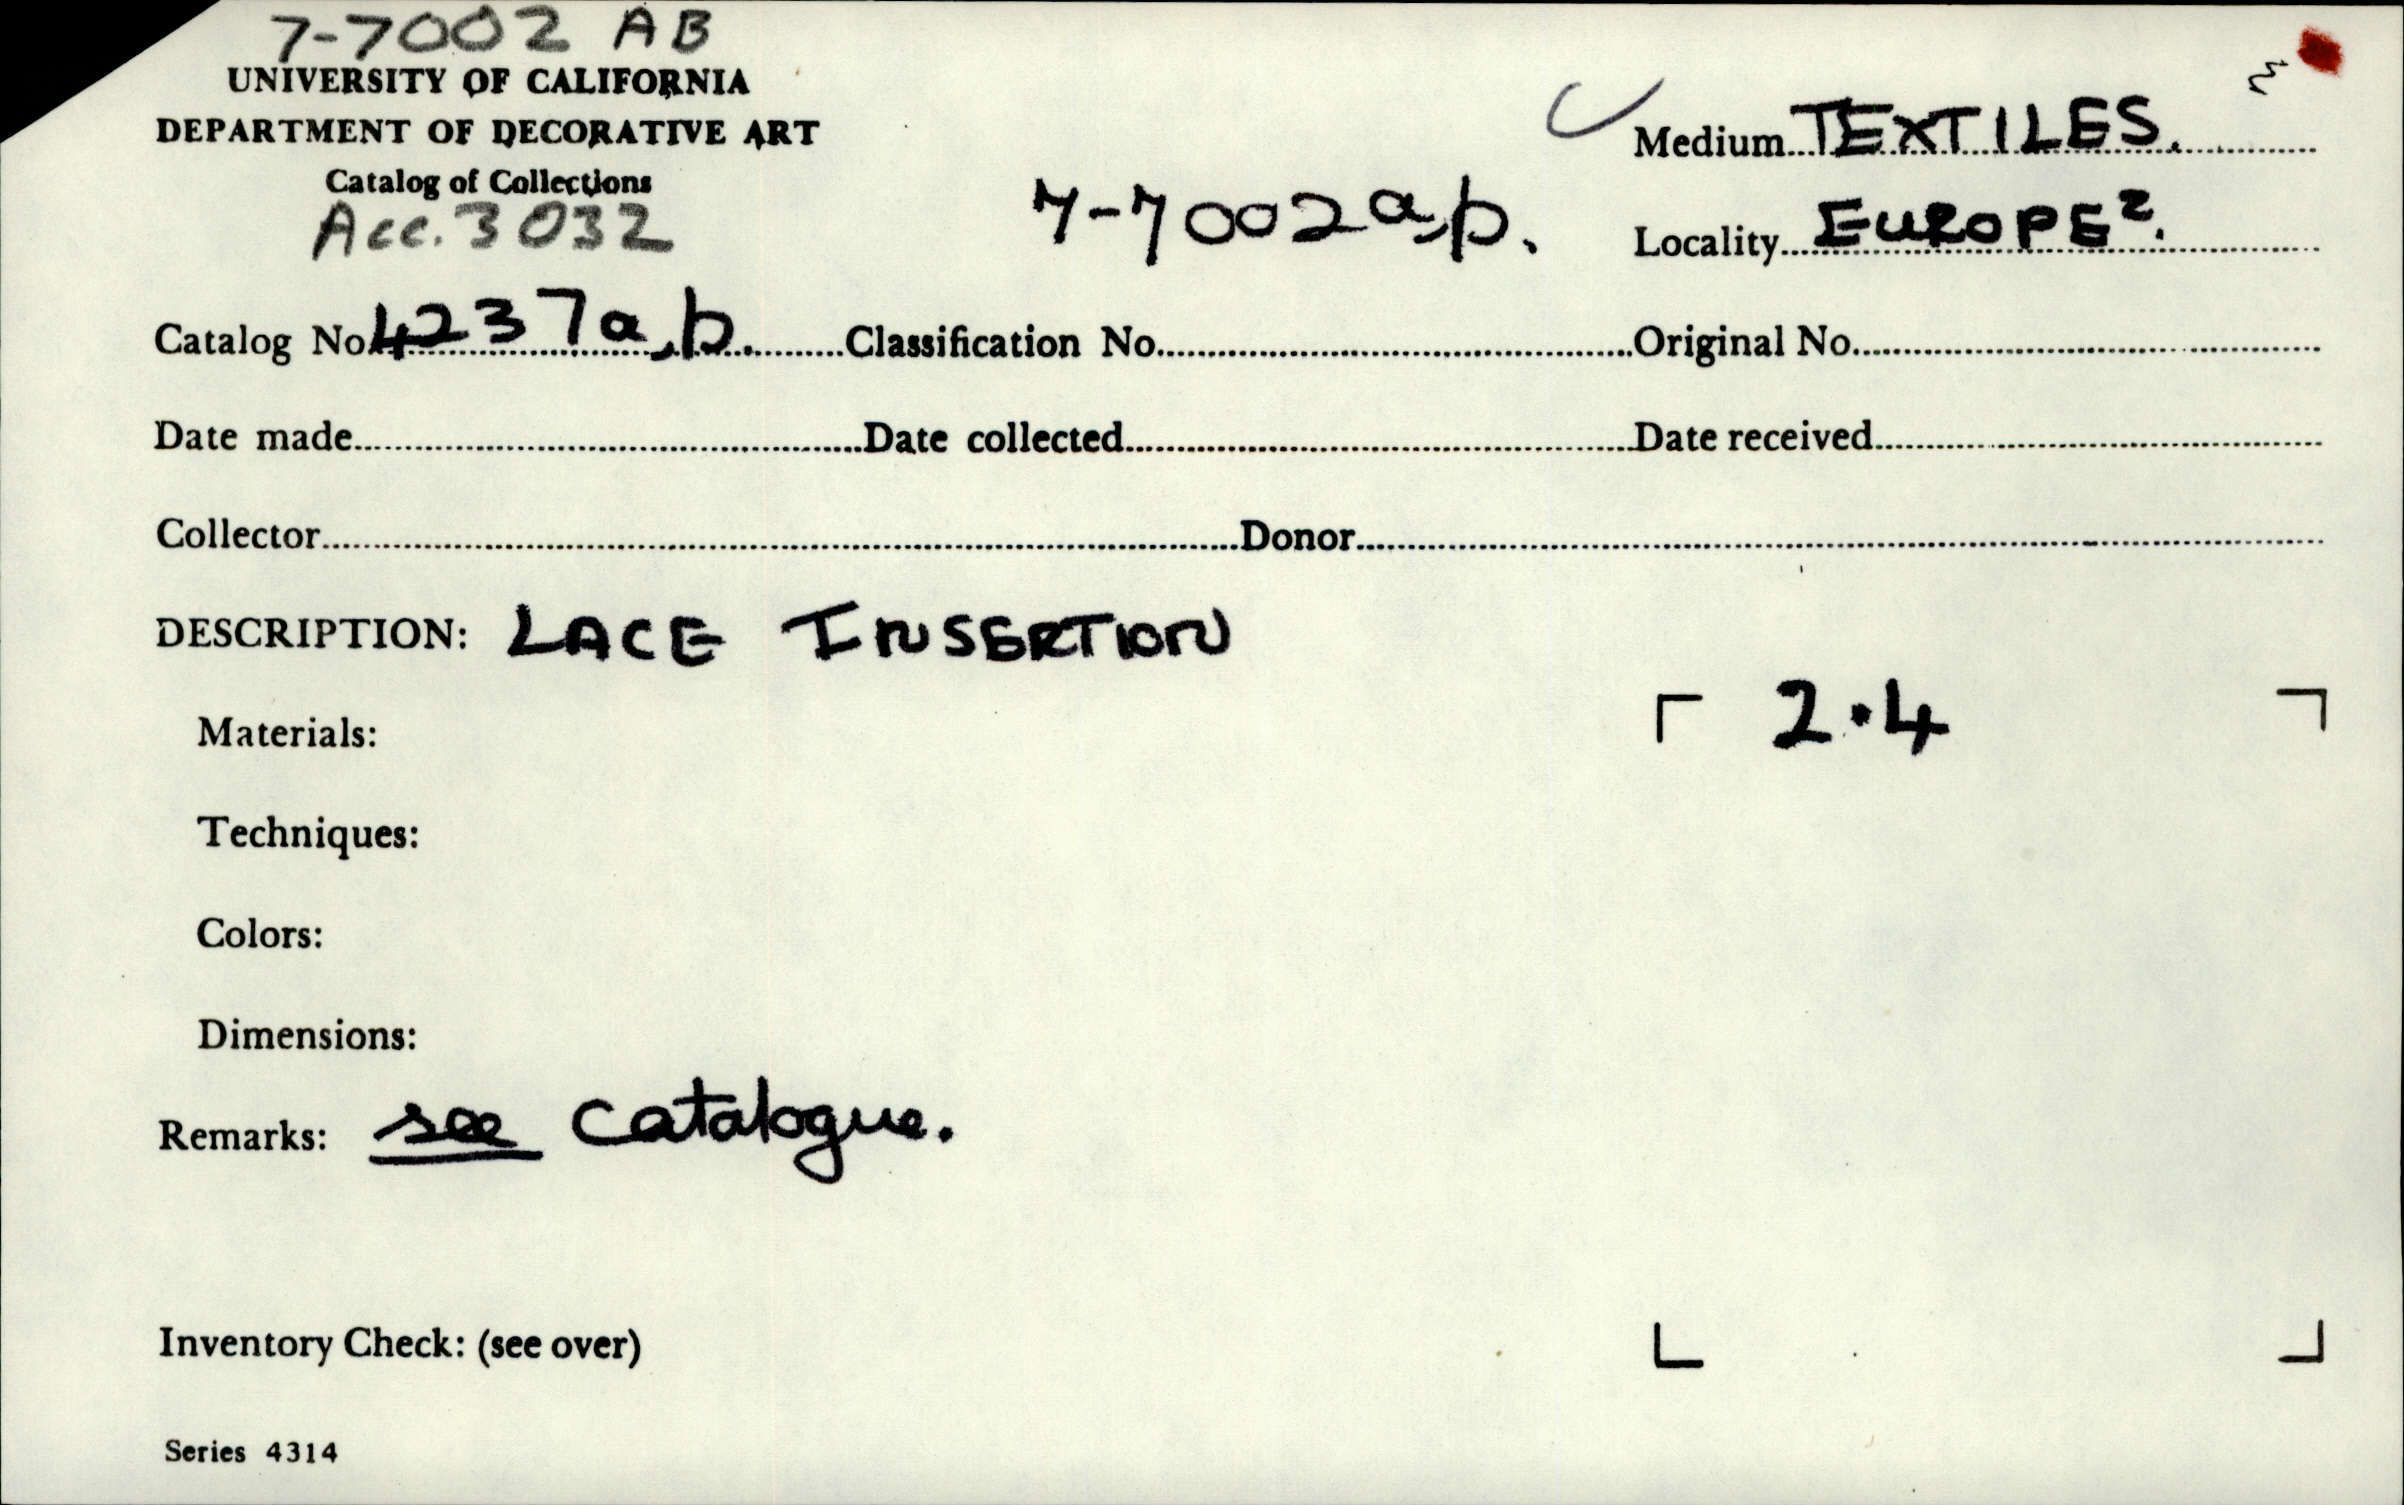 7-7002 AB
UNIVERSITY OF CALIFORNIA
DEPARTMENT OF DECORATIVE ART
Catalog of Collections
Acc. 3032
7-7002a,b.
Medium TEXTILES.
Locality EUROPE?.
Catalog No. 4237a,b. Classification No. Original No.
Date made Date collected Date received
Collector Donor
DESCRIPTION: LACE INSERTION
2.4
Materials:
Techniques:
Colors:
Dimensions:
Remarks: see catalogue.
Inventory Check: (see over)
Series 4314